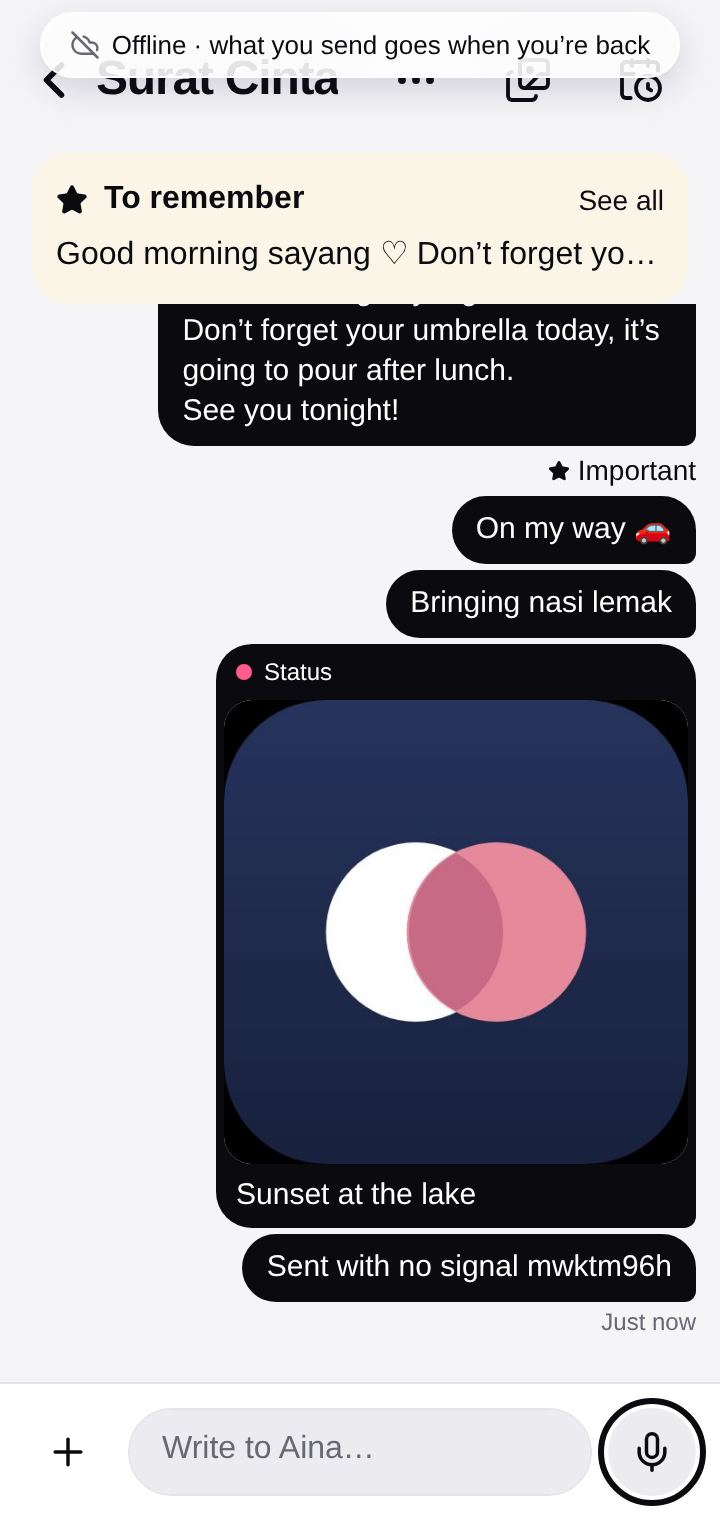 Offline · what you send goes when you’re back
Surat Cinta
To remember
See all
Good morning sayang ♡ Don’t forget yo…
Don’t forget your umbrella today, it’s
going to pour after lunch.
See you tonight!
Important
On my way 🚗
Bringing nasi lemak
Status
Sunset at the lake
Sent with no signal mwktm96h
Just now
Write to Aina…